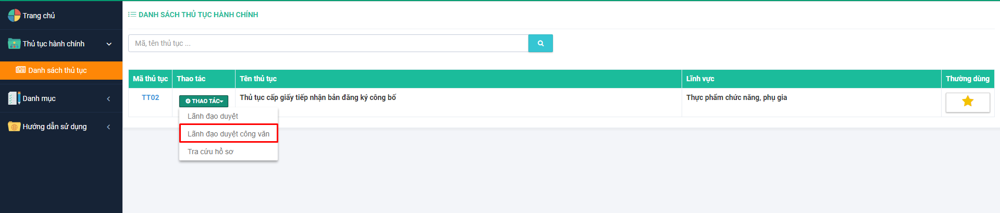 Trang chủ
Thủ tục hành chính
Danh sách thủ tục
Danh mục
Hướng dẫn sử dụng
DANH SÁCH THỦ TỤC HÀNH CHÍNH
Mã, tên thủ tục ...
Mã thủ tục Thao tác Tên thủ tục Lĩnh vực Thường dùng
TT02 THAO TÁC Thủ tục cấp giấy tiếp nhận bản đăng ký công bố Thực phẩm chức năng, phụ gia
Lãnh đạo duyệt
Lãnh đạo duyệt công văn
Tra cứu hồ sơ